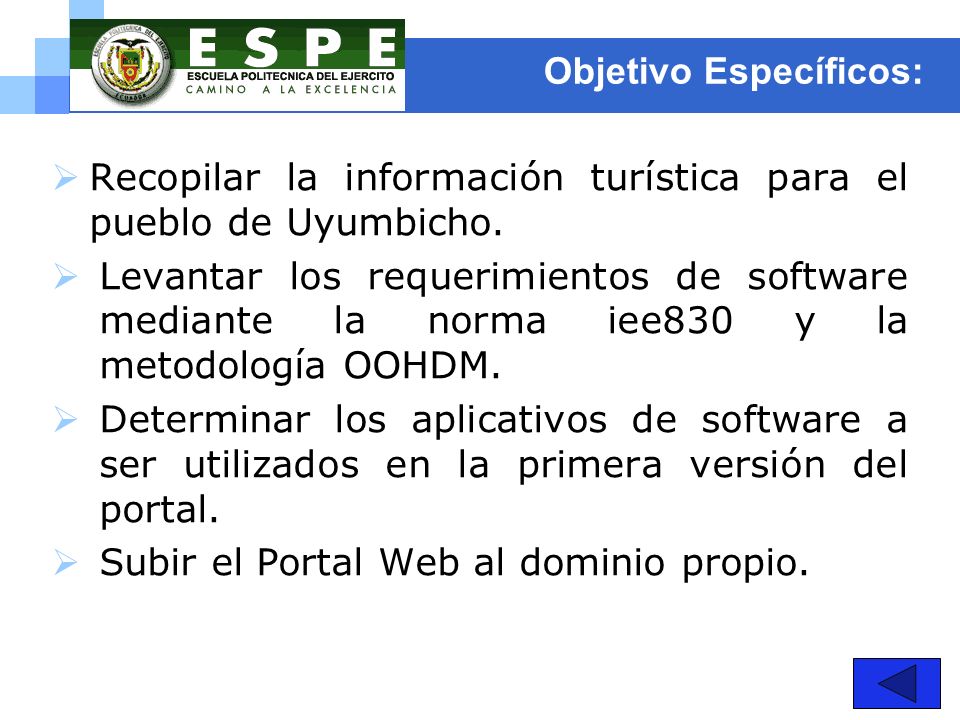 E S P E
ESCUELA POLITECNICA DEL EJERCITO
CAMINO A LA EXCELENCIA
Objetivo Específicos:
Recopilar la información turística para el
pueblo de Uyumbicho.
Levantar los requerimientos de software
mediante la norma iee830 y la
metodología OOHDM.
Determinar los aplicativos de software a
ser utilizados en la primera versión del
portal.
Subir el Portal Web al dominio propio.